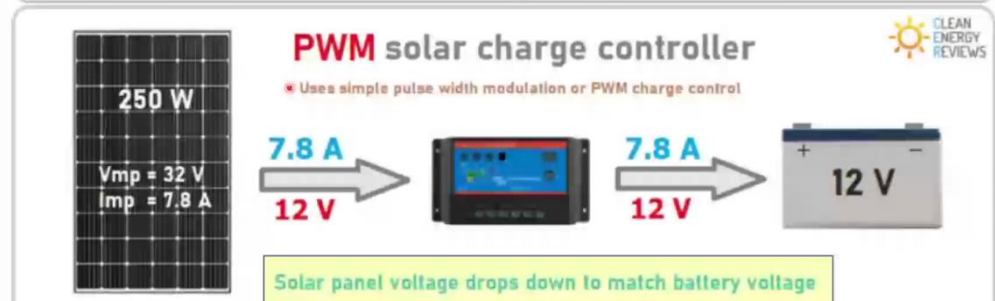 CLEAN
ENERGY
REVIEWS
PWM solar charge controller
Uses simple pulse width modulation or PWM charge control
250 W
Vmp = 32 V
Imp = 7.8 A
7.8 A
12 V
7.8 A
12 V
+ −
12 V
Solar panel voltage drops down to match battery voltage